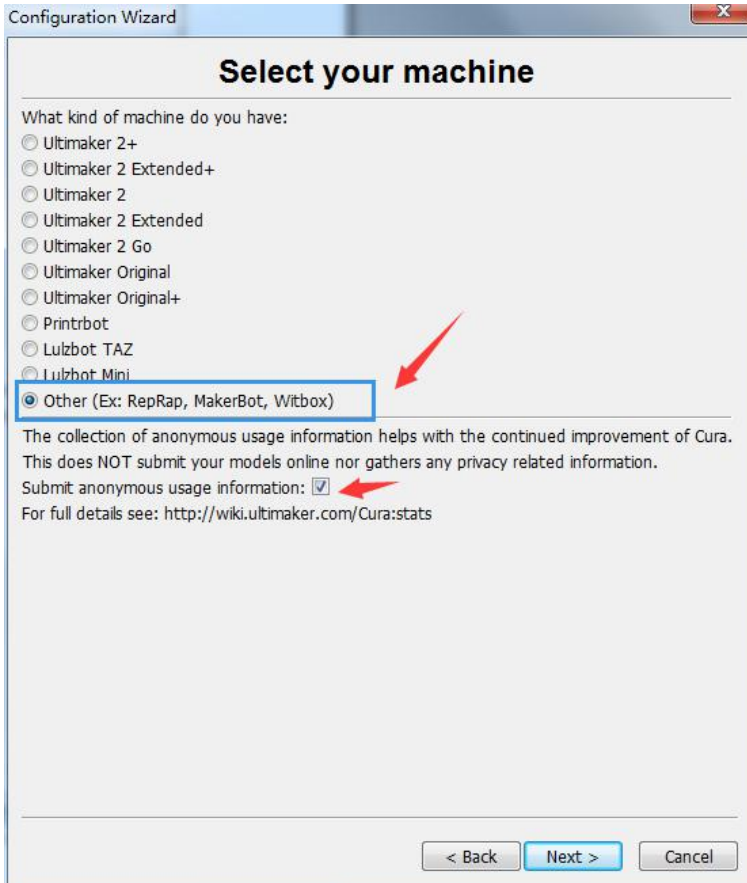 Configuration Wizard
Select your machine
What kind of machine do you have:
Ultimaker 2+
Ultimaker 2 Extended+
Ultimaker 2
Ultimaker 2 Extended
Ultimaker 2 Go
Ultimaker Original
Ultimaker Original+
Printrbot
Lulzbot TAZ
Lulzbot Mini
Other (Ex: RepRap, MakerBot, Witbox)
The collection of anonymous usage information helps with the continued improvement of Cura.
This does NOT submit your models online nor gathers any privacy related information.
Submit anonymous usage information:
For full details see: http://wiki.ultimaker.com/Cura:stats
< Back Next > Cancel